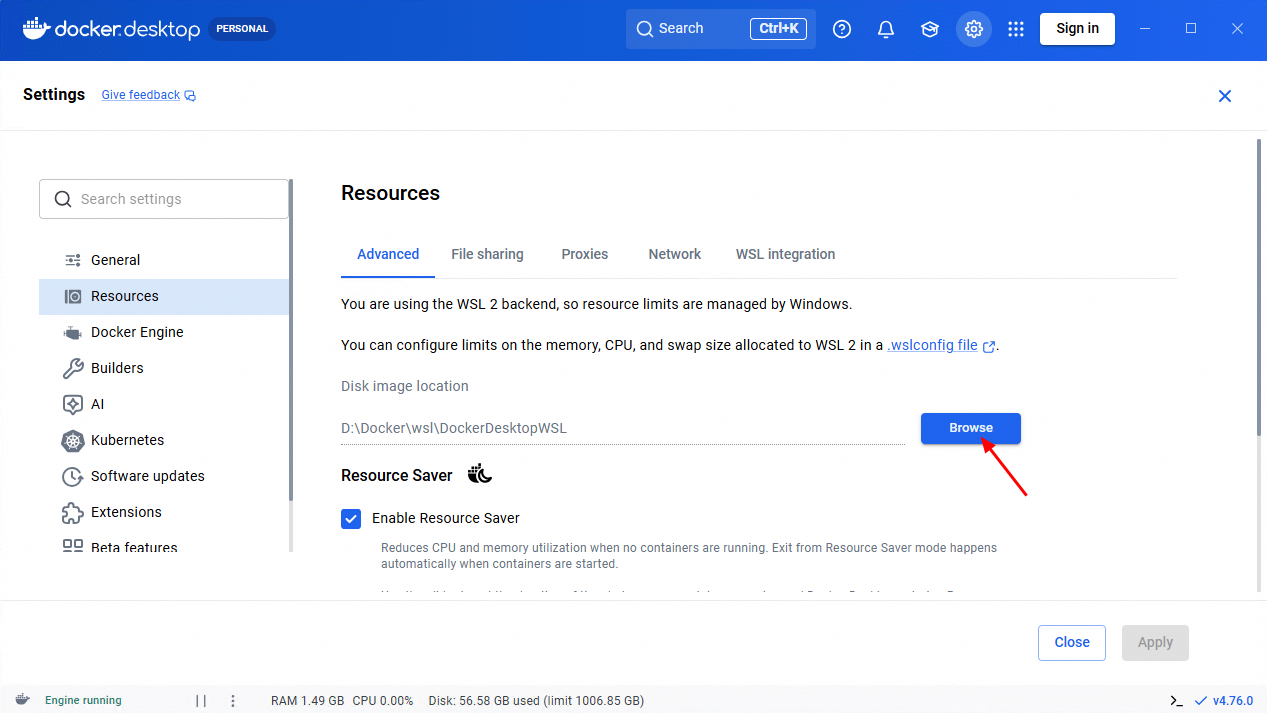 docker.desktop PERSONAL Search Ctrl+K Sign in
Settings Give feedback
Search settings
General
Resources
Docker Engine
Builders
AI
Kubernetes
Software updates
Extensions
Beta features
Resources
Advanced File sharing Proxies Network WSL integration
You are using the WSL 2 backend, so resource limits are managed by Windows.
You can configure limits on the memory, CPU, and swap size allocated to WSL 2 in a .wslconfig file .
Disk image location
D:\Docker\wsl\DockerDesktopWSL Browse
Resource Saver
Enable Resource Saver
Reduces CPU and memory utilization when no containers are running. Exit from Resource Saver mode happens
automatically when containers are started.
Close Apply
Engine running RAM 1.49 GB CPU 0.00% Disk: 56.58 GB used (limit 1006.85 GB) v4.76.0